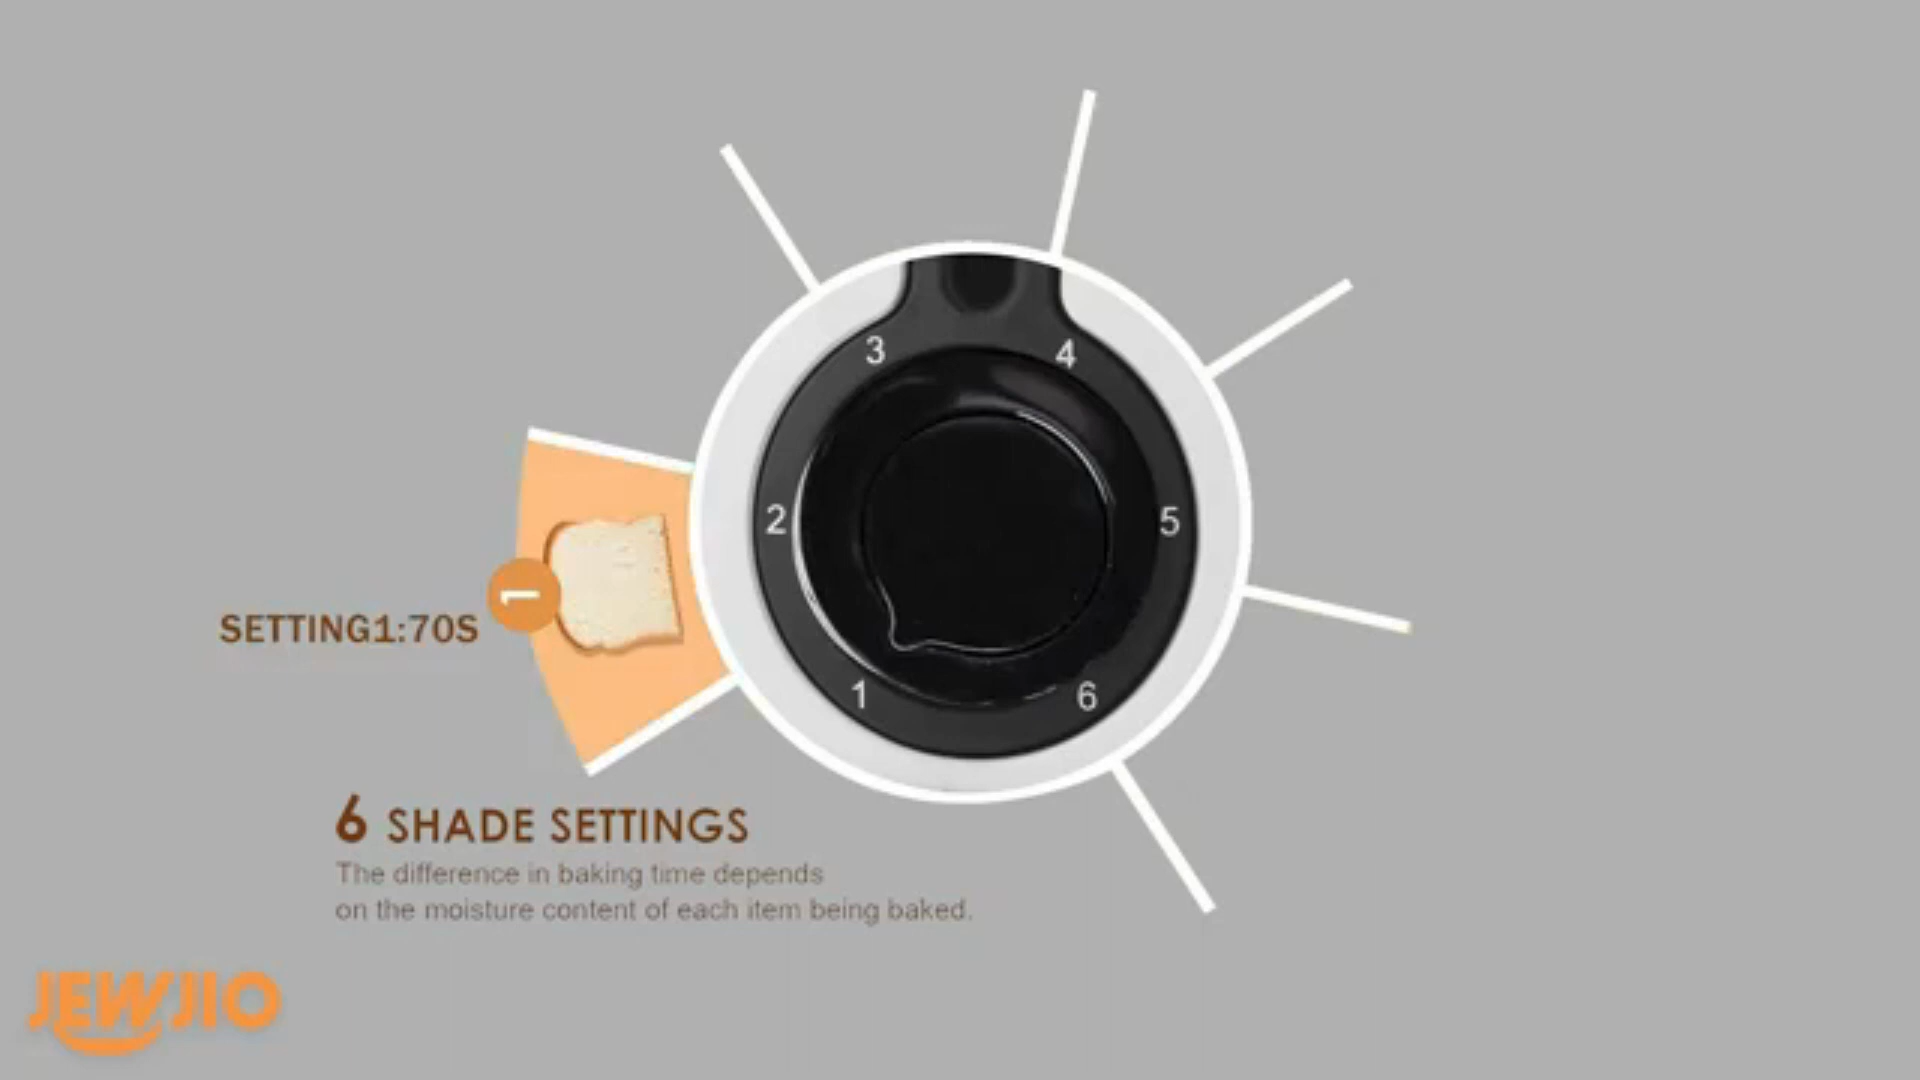 3
4
2
5
1
SETTING1:70S
1
6
6 SHADE SETTINGS
The difference in baking time depends
on the moisture content of each item being baked.
JEWJIO